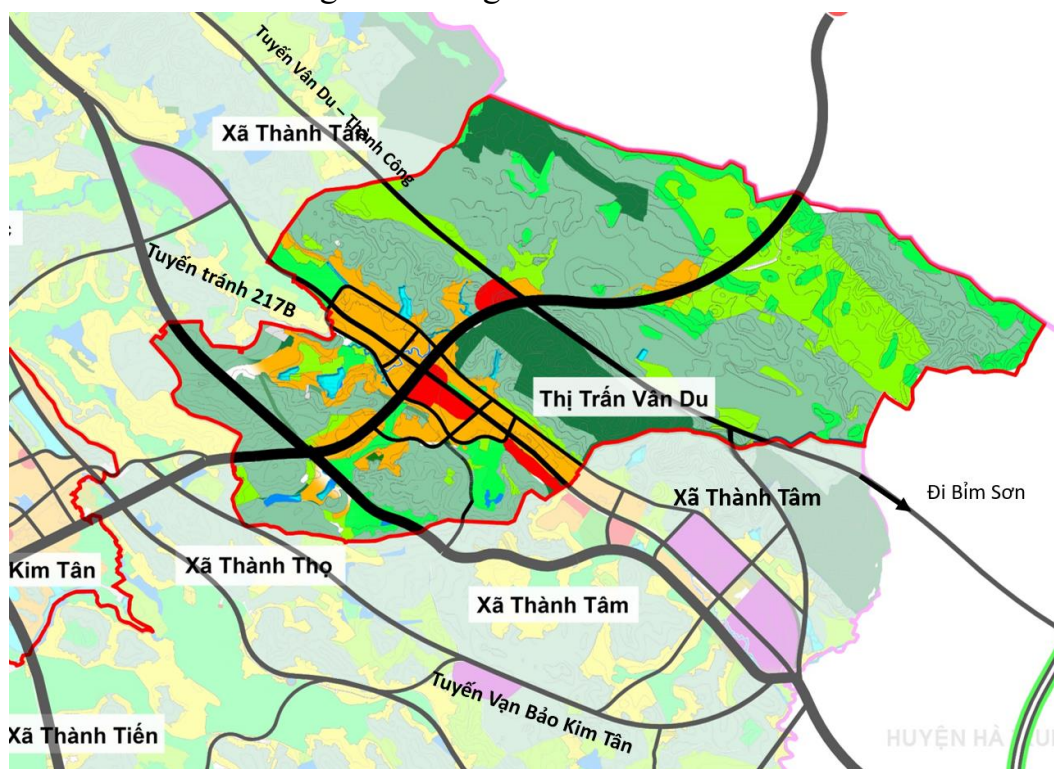 Tuyến Vân Du – Thành Công
Xã Thành Tân
Tuyến tránh 217B
Thị Trấn Vân Du
Xã Thành Tâm
Đi Bỉm Sơn
Kim Tân
Xã Thành Thọ
Xã Thành Tâm
Tuyến Vạn Bảo Kim Tân
Xã Thành Tiến
HUYỆN HÀ